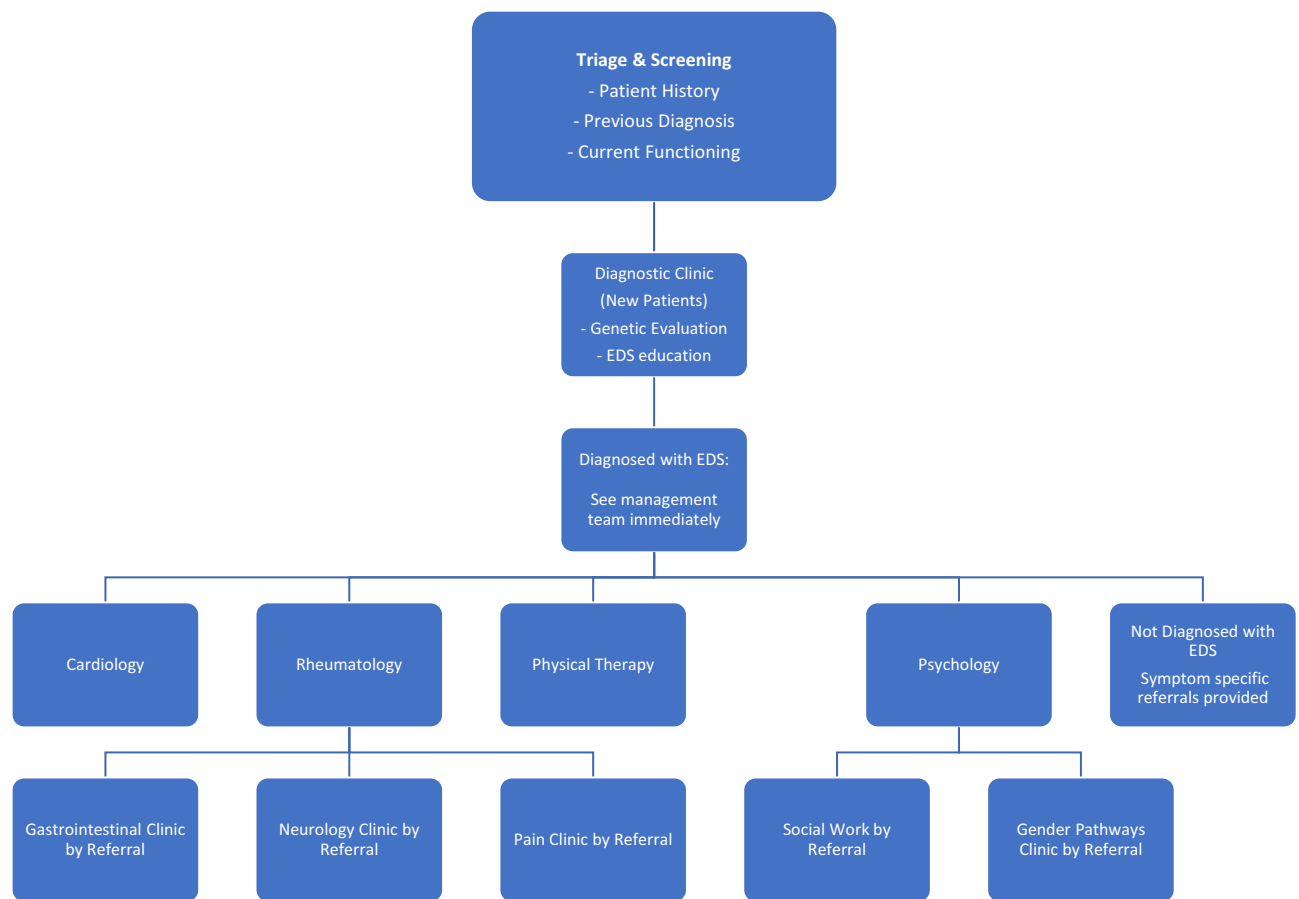 Triage & Screening
- Patient History
- Previous Diagnosis
- Current Functioning
Diagnostic Clinic
(New Patients)
- Genetic Evaluation
- EDS education
Diagnosed with EDS:
See management
team immediately
Cardiology
Rheumatology
Physical Therapy
Psychology
Not Diagnosed with
EDS
Symptom specific
referrals provided
Gastrointestinal Clinic
by Referral
Neurology Clinic by
Referral
Pain Clinic by Referral
Social Work by
Referral
Gender Pathways
Clinic by Referral